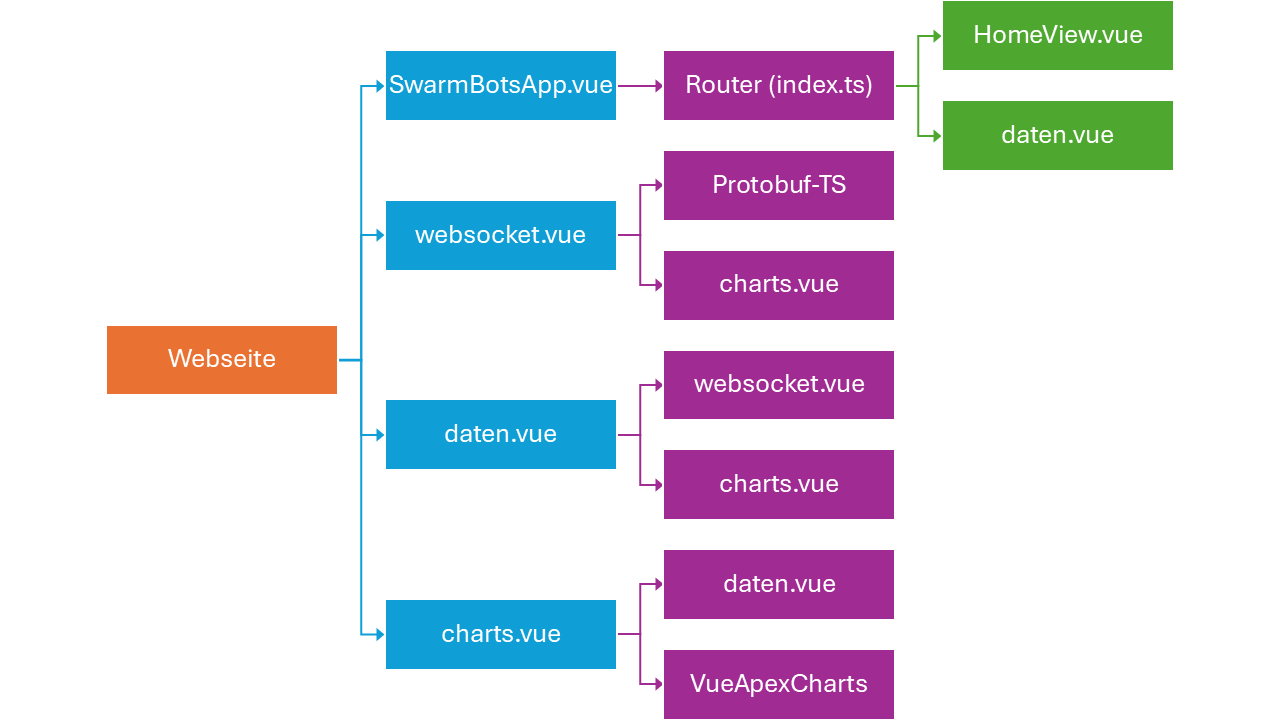 Webseite
SwarmBotsApp.vue
Router (index.ts)
HomeView.vue
daten.vue
websocket.vue
Protobuf-TS
charts.vue
daten.vue
websocket.vue
charts.vue
charts.vue
daten.vue
VueApexCharts